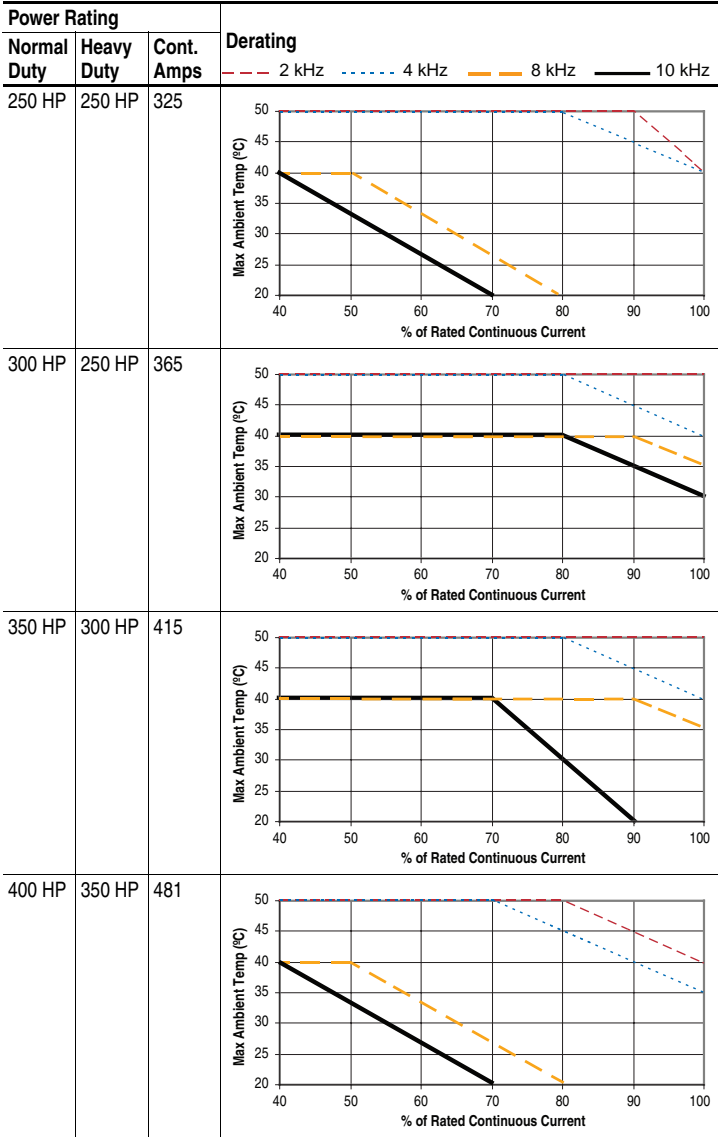 Power Rating
Derating
Normal Duty Heavy Duty Cont. Amps
2 kHz 4 kHz 8 kHz 10 kHz
250 HP 250 HP 325
Max Ambient Temp (ºC)
50
45
40
35
30
25
20
40 50 60 70 80 90 100
% of Rated Continuous Current
300 HP 250 HP 365
Max Ambient Temp (ºC)
50
45
40
35
30
25
20
40 50 60 70 80 90 100
% of Rated Continuous Current
350 HP 300 HP 415
Max Ambient Temp (ºC)
50
45
40
35
30
25
20
40 50 60 70 80 90 100
% of Rated Continuous Current
400 HP 350 HP 481
Max Ambient Temp (ºC)
50
45
40
35
30
25
20
40 50 60 70 80 90 100
% of Rated Continuous Current